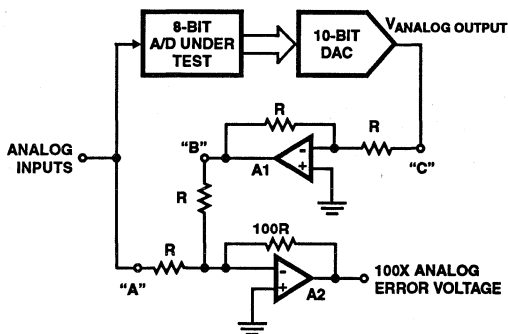 8-BIT
A/D UNDER
TEST
10-BIT
DAC
VANALOG OUTPUT
R
R
"B"
ANALOG
INPUTS
-
+
A1
"C"
R
100R
R
"A"
-
+
A2
100X ANALOG
ERROR VOLTAGE